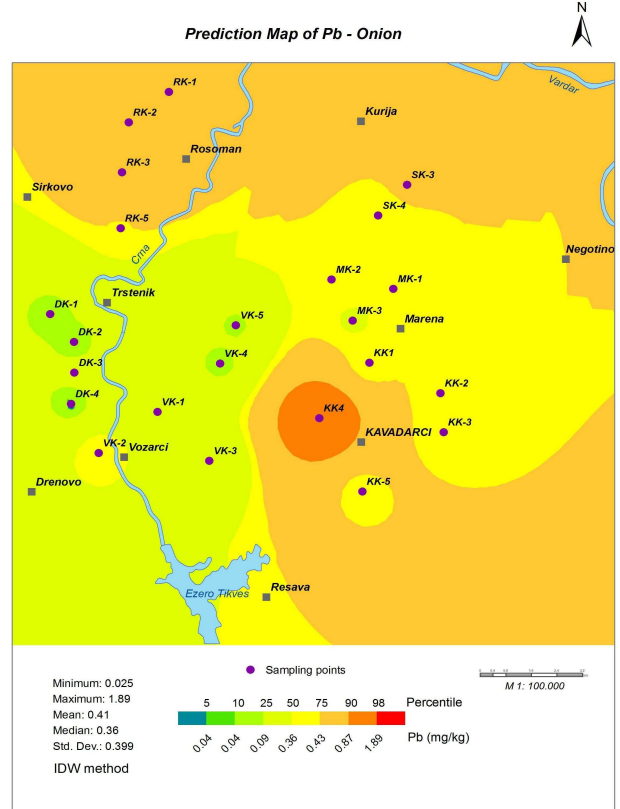 N
Prediction Map of Pb - Onion
RK-1
Vardar
RK-2
Kurija
Rosoman
RK-3
SK-3
Sirkovo
SK-4
RK-5
Crna
Negotino
MK-2
MK-1
Trstenik
DK-1
MK-3
VK-5
Marena
DK-2
VK-4
KK1
DK-3
KK-2
DK-4
VK-1
KK4
KK-3
KAVADARCI
VK-2
Vozarci
VK-3
Drenovo
KK-5
Resava
Ezero Tikves
Sampling points
M 1: 100,000
Minimum: 0.025
Maximum: 1.89
Mean: 0.41
Median: 0.36
Std. Dev.: 0.399
IDW method
5 10 25 50 75 90 98 Percentile
0.04 0.04 0.09 0.36 0.43 0.87 1.89 Pb (mg/kg)